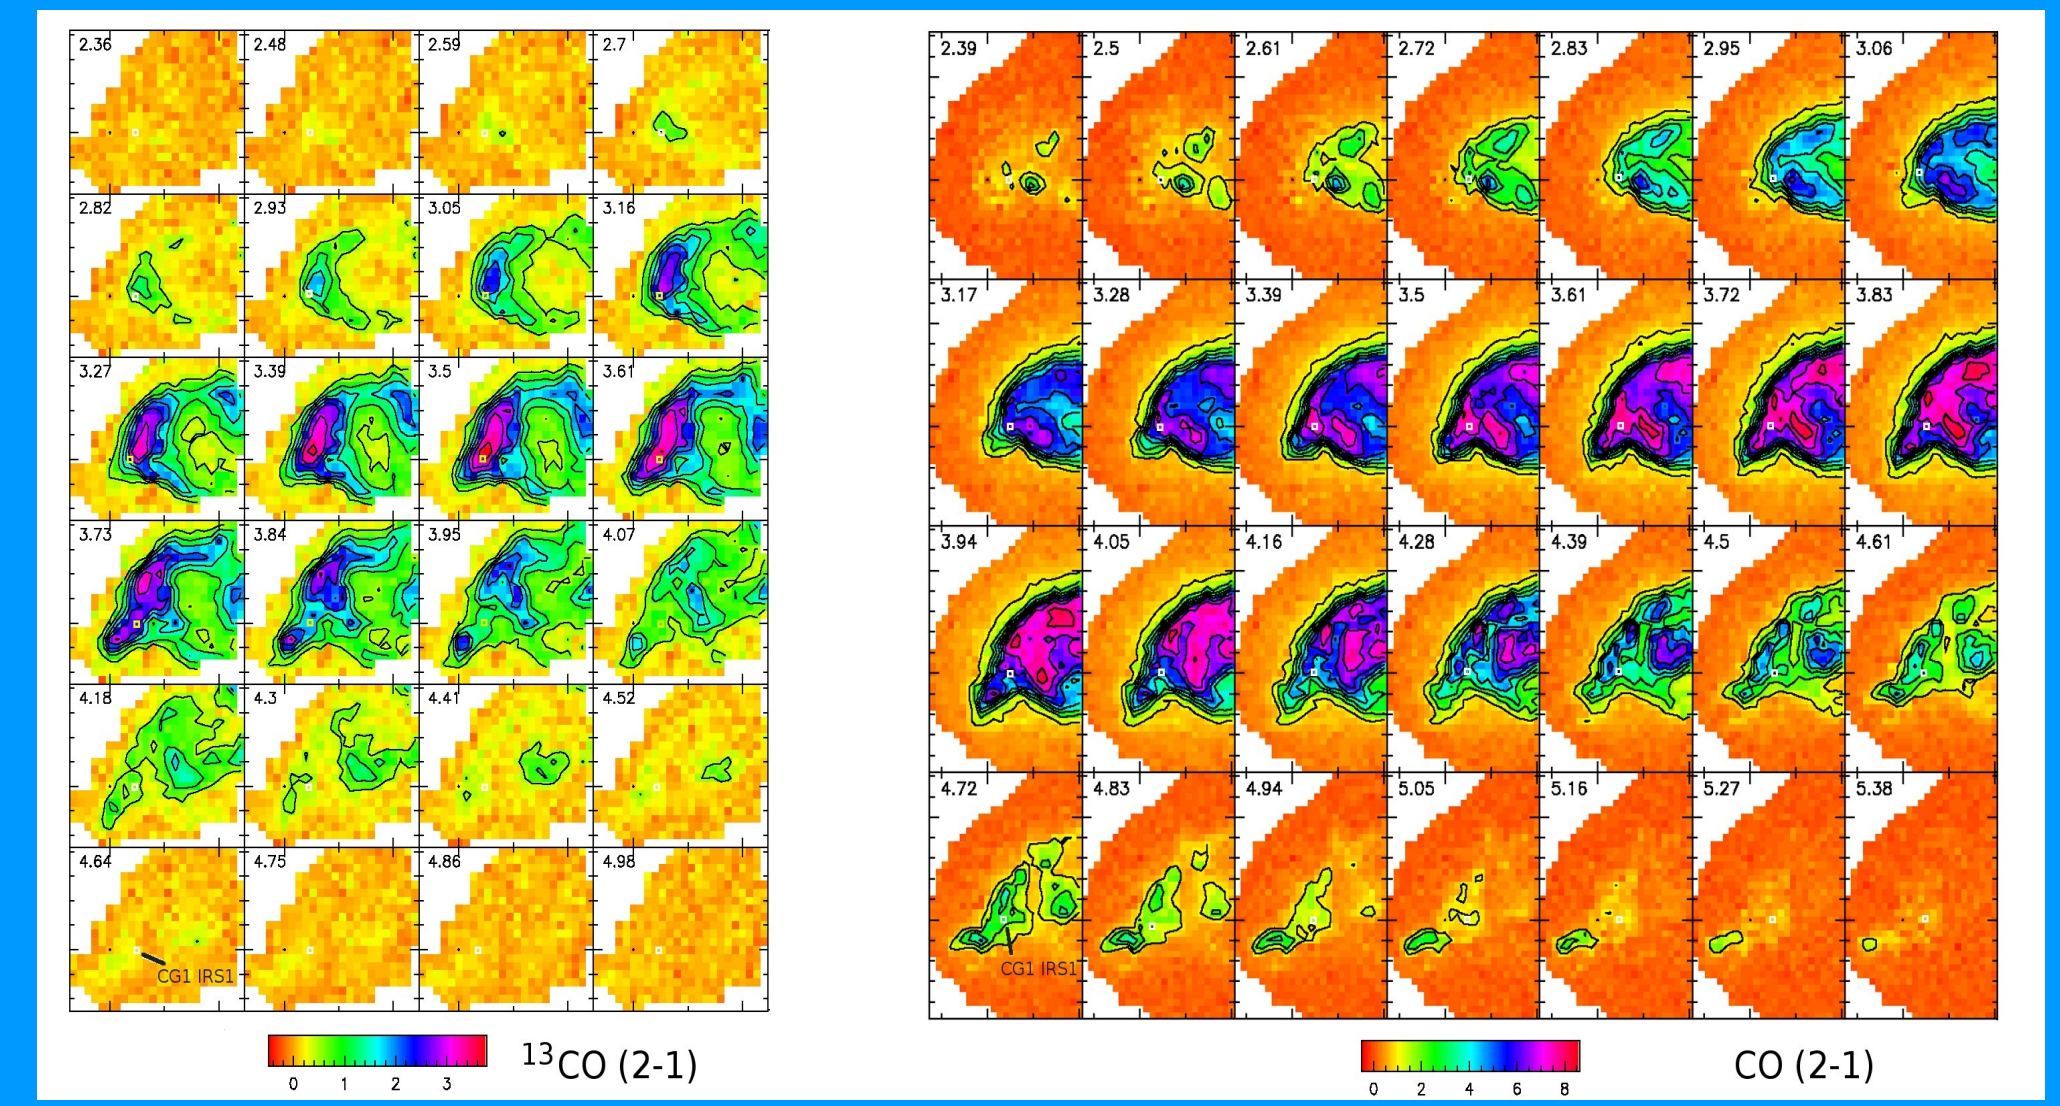 2.36 2.48 2.59 2.7
2.82 2.93 3.05 3.16
3.27 3.39 3.5 3.61
3.73 3.84 3.95 4.07
4.18 4.3 4.41 4.52
4.64 4.75 4.86 4.98
CG1 IRS1
0 1 2 3
13CO (2-1)
2.39 2.5 2.61 2.72 2.83 2.95 3.06
3.17 3.28 3.39 3.5 3.61 3.72 3.83
3.94 4.05 4.16 4.28 4.39 4.5 4.61
4.72 4.83 4.94 5.05 5.16 5.27 5.38
CG1 IRS1
0 2 4 6 8
CO (2-1)